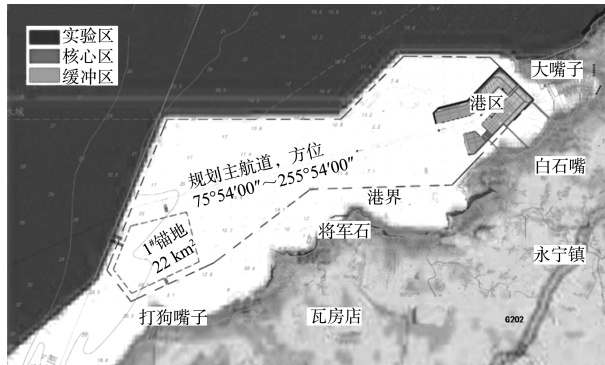 实验区
核心区
缓冲区
大嘴子
港区
白石嘴
规划主航道,方位
75°54′00″~255°54′00″
港界
1#锚地
22 km2
将军石
永宁镇
打狗嘴子
瓦房店
G202